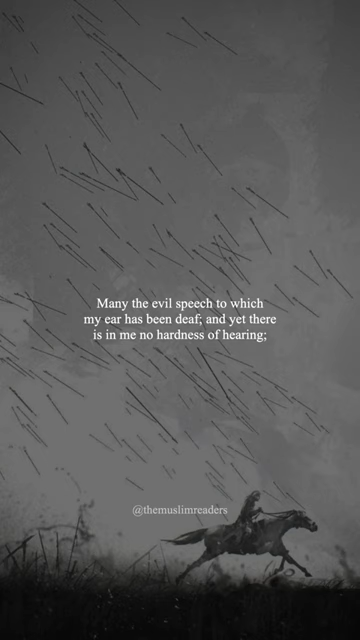 Many the evil speech to which
my ear has been deaf; and yet there
is in me no hardness of hearing;
@themuslimreaders